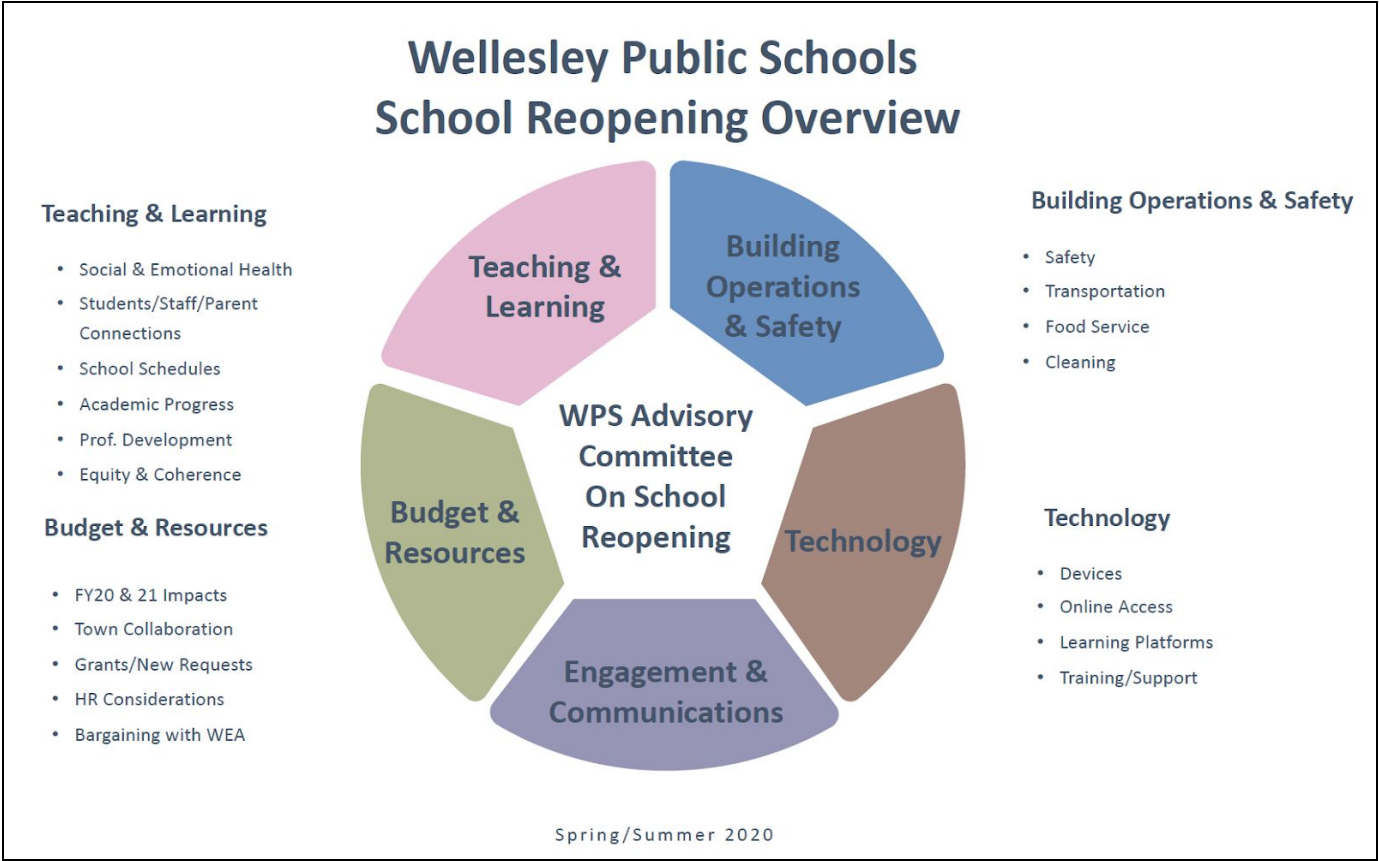 Wellesley Public Schools
School Reopening Overview
Teaching & Learning
• Social & Emotional Health
• Students/Staff/Parent
Connections
• School Schedules
• Academic Progress
• Prof. Development
• Equity & Coherence
Budget & Resources
• FY20 & 21 Impacts
• Town Collaboration
• Grants/New Requests
• HR Considerations
• Bargaining with WEA
Teaching &
Learning
Building
Operations
& Safety
Budget &
Resources
WPS Advisory
Committee
On School
Reopening
Technology
Engagement &
Communications
Building Operations & Safety
• Safety
• Transportation
• Food Service
• Cleaning
Technology
• Devices
• Online Access
• Learning Platforms
• Training/Support
Spring/Summer 2020